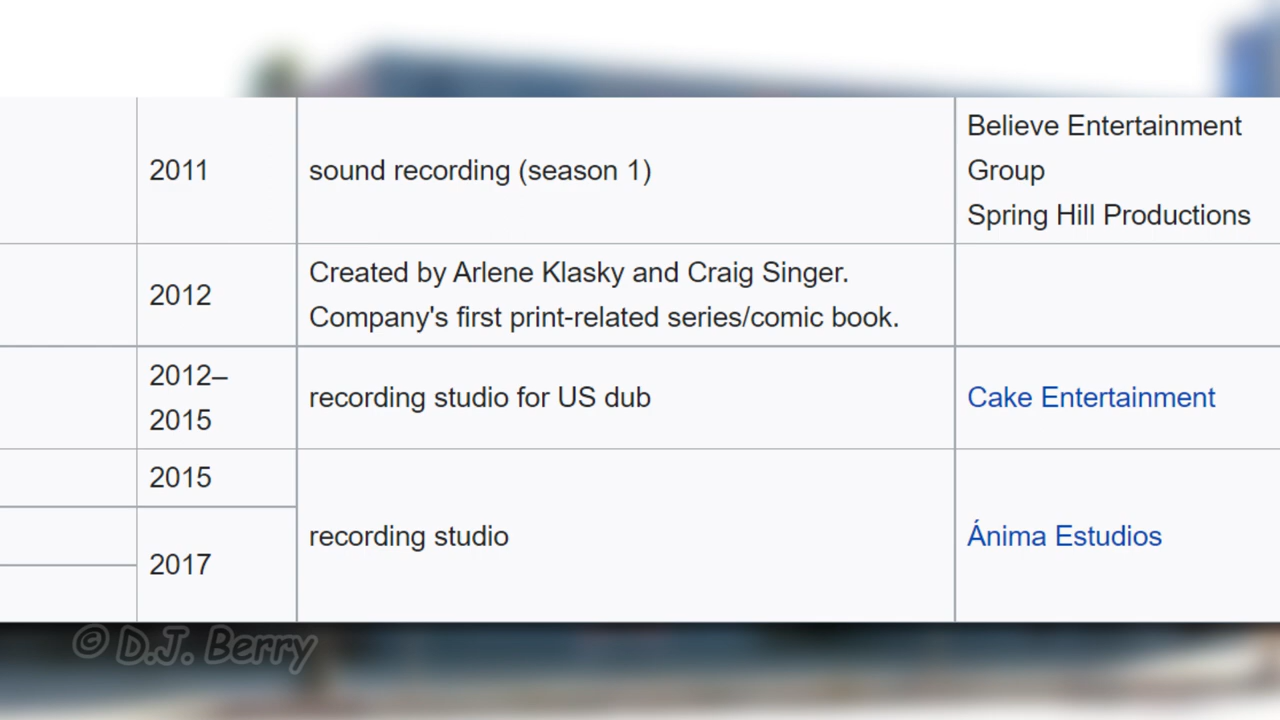 2011
sound recording (season 1)
Believe Entertainment
Group
Spring Hill Productions
2012
Created by Arlene Klasky and Craig Singer.
Company's first print-related series/comic book.
2012–
2015
recording studio for US dub
Cake Entertainment
2015
2017
recording studio
Ánima Estudios
© D.J. Berry